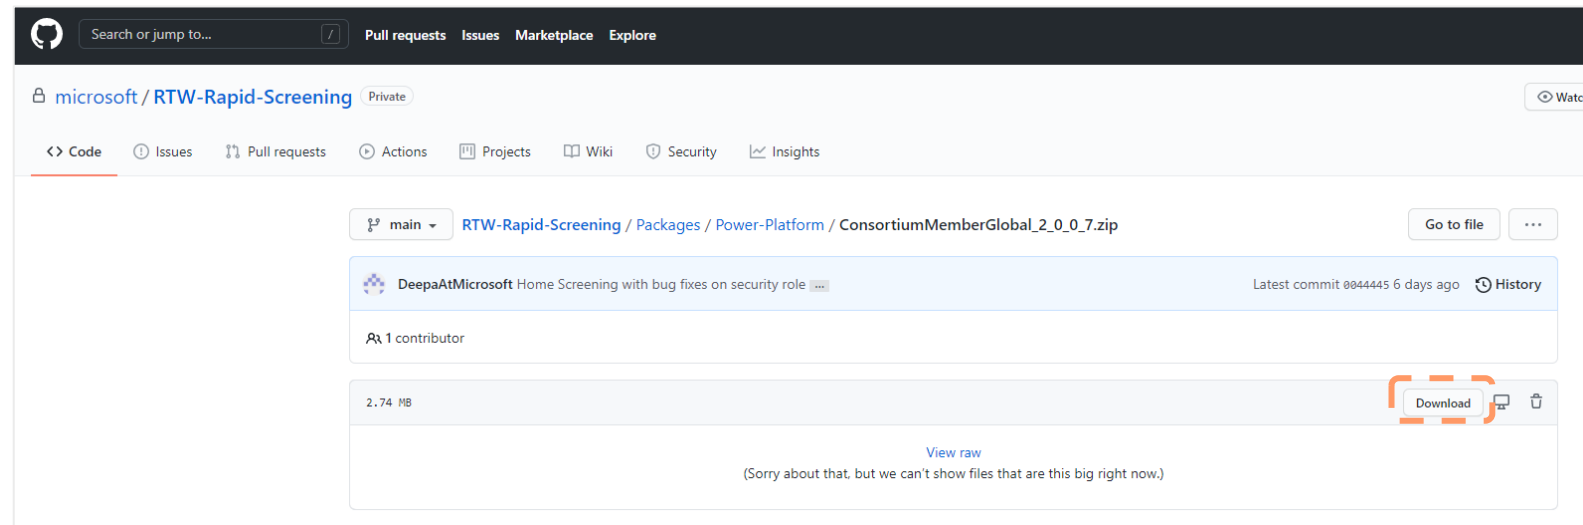 Search or jump to... / Pull requests Issues Marketplace Explore
microsoft / RTW-Rapid-Screening Private
<> Code Issues Pull requests Actions Projects Wiki Security Insights
main RTW-Rapid-Screening / Packages / Power-Platform / ConsortiumMemberGlobal_2_0_0_7.zip Go to file ...
DeepaAtMicrosoft Home Screening with bug fixes on security role ... Latest commit 0044445 6 days ago History
1 contributor
2.74 MB Download
View raw
(Sorry about that, but we can't show files that are this big right now.)